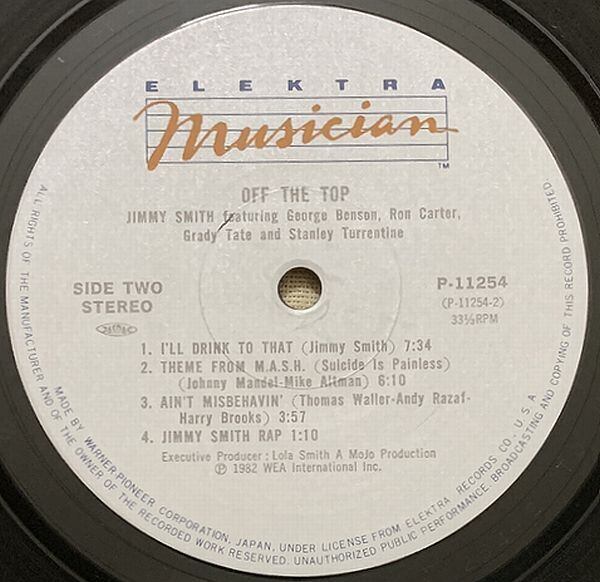 ELEKTRA
Musician
TM
OFF THE TOP
JIMMY SMITH featuring George Benson, Ron Carter,
Grady Tate and Stanley Turrentine
SIDE TWO
STEREO
P-11254
(P-11254-2)
33⅓RPM
1. I'LL DRINK TO THAT (Jimmy Smith) 7:34
2. THEME FROM M.A.S.H. (Suicide Is Painless)
(Johnny Mandel-Mike Altman) 6:10
3. AIN'T MISBEHAVIN' (Thomas Waller-Andy Razaf-
Harry Brooks) 3:57
4. JIMMY SMITH RAP 1:10
Executive Producer : Lola Smith A MoJo Production
Ⓟ 1982 WEA International Inc.
ALL RIGHTS OF THE MANUFACTURER AND OF THE OWNER OF THE RECORDED WORK RESERVED. UNAUTHORIZED PUBLIC PERFORMANCE, BROADCASTING AND COPYING OF THIS RECORD PROHIBITED.
MADE BY WARNER-PIONEER CORPORATION, JAPAN, UNDER LICENSE FROM ELEKTRA RECORDS CO., U S A